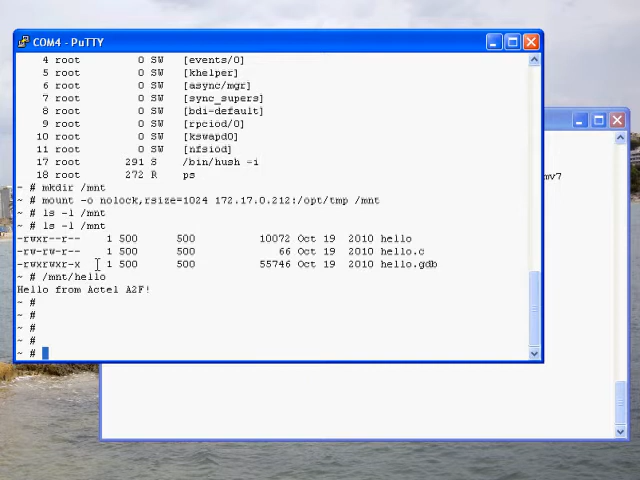 COM4 - PuTTY
4 root 0 SW [events/0]
5 root 0 SW [khelper]
6 root 0 SW [async/mgr]
7 root 0 SW [sync_supers]
8 root 0 SW [bdi-default]
9 root 0 SW [rpciod/0]
10 root 0 SW [kswapd0]
11 root 0 SW [nfsiod]
17 root 291 S /bin/hush -i
18 root 272 R ps
~ # mkdir /mnt
~ # mount -o nolock,rsize=1024 172.17.0.212:/opt/tmp /mnt
~ # ls -l /mnt
~ # ls -l /mnt
-rwxr--r-- 1 500 500 10072 Oct 19 2010 hello
-rw-rw-r-- 1 500 500 66 Oct 19 2010 hello.c
-rwxrwxr-x 1 500 500 55746 Oct 19 2010 hello.gdb
~ # /mnt/hello
Hello from Actel A2F!
~ #
~ #
~ #
~ #
~ #
mv7